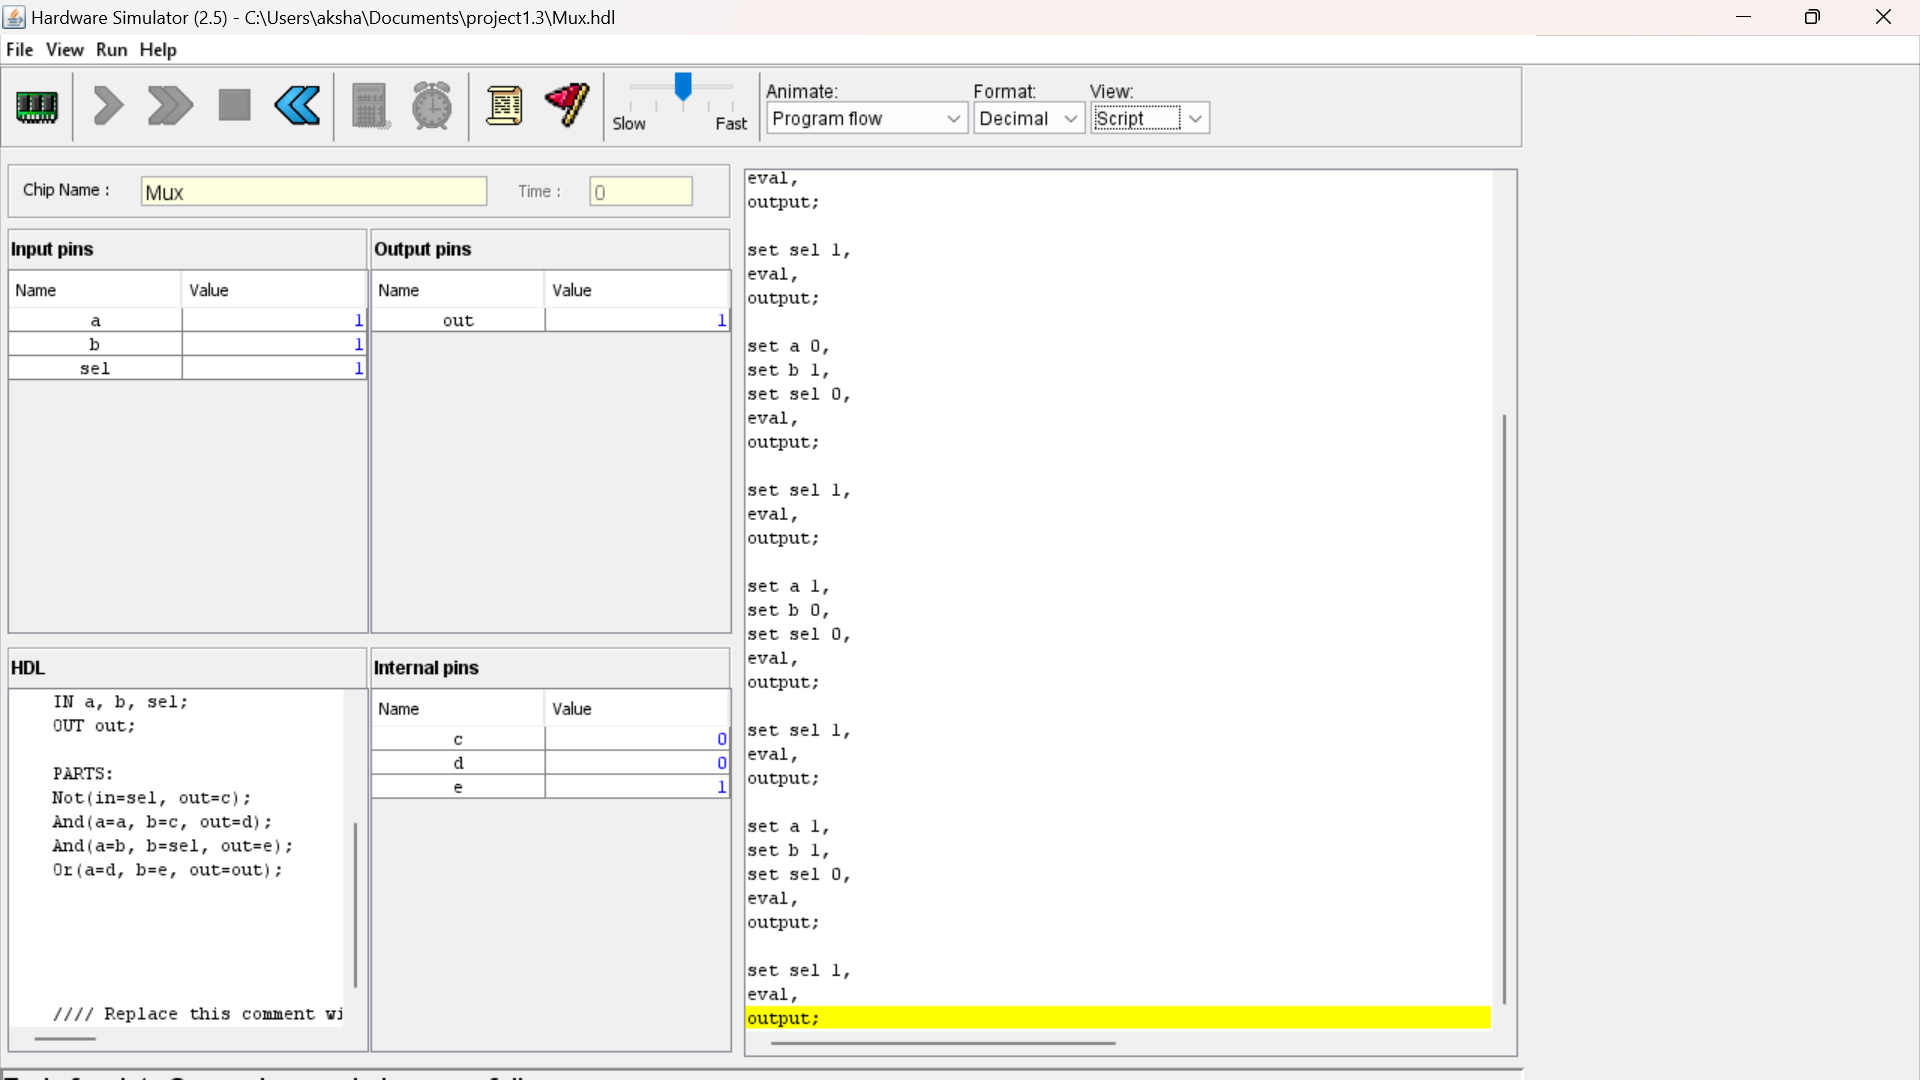 Hardware Simulator (2.5) - C:\Users\aksha\Documents\project1.3\Mux.hdl
File View Run Help
Slow Fast
Animate: Format: View:
Program flow Decimal Script
Chip Name : Mux Time : 0
Input pins
Name Value
a 1
b 1
sel 1
Output pins
Name Value
out 1
HDL
IN a, b, sel;
OUT out;
PARTS:
Not(in=sel, out=c);
And(a=a, b=c, out=d);
And(a=b, b=sel, out=e);
Or(a=d, b=e, out=out);
//// Replace this comment wi
Internal pins
Name Value
c 0
d 0
e 1
eval,
output;
set sel 1,
eval,
output;
set a 0,
set b 1,
set sel 0,
eval,
output;
set sel 1,
eval,
output;
set a 1,
set b 0,
set sel 0,
eval,
output;
set sel 1,
eval,
output;
set a 1,
set b 1,
set sel 0,
eval,
output;
set sel 1,
eval,
output;